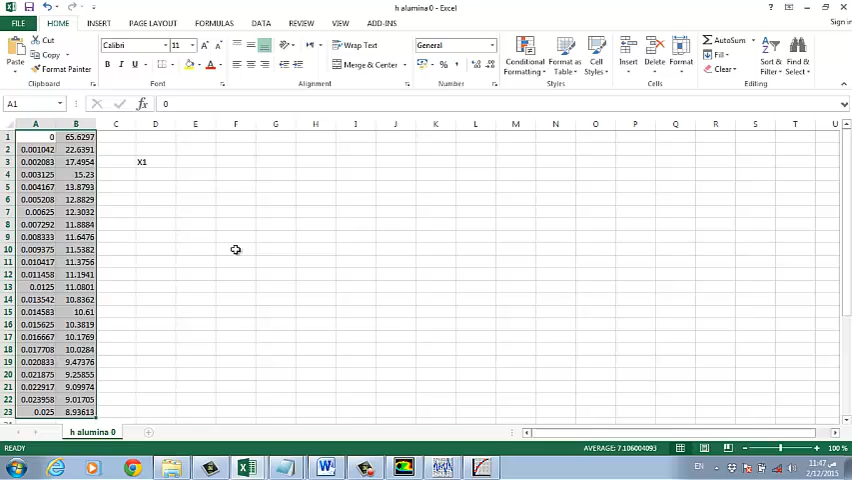 h alumina 0 - Excel
FILE HOME INSERT PAGE LAYOUT FORMULAS DATA REVIEW VIEW ADD-INS Sign in
Paste
Cut
Copy
Format Painter
Calibri 11
B I U
Wrap Text
Merge & Center
General
$ % ,
Conditional Formatting
Format as Table
Cell Styles
Insert Delete Format
AutoSum
Fill
Clear
Sort & Filter
Find & Select
Clipboard Font Alignment Number Styles Cells Editing
A1 fx 0
A B C D E F G H I J K L M N O P Q R S T U
1 0 65.6297
2 0.001042 22.6391
3 0.002083 17.4954 X1
4 0.003125 15.23
5 0.004167 13.8793
6 0.005208 12.8829
7 0.00625 12.3032
8 0.007292 11.8884
9 0.008333 11.6476
10 0.009375 11.5382
11 0.010417 11.3756
12 0.011458 11.1941
13 0.0125 11.0801
14 0.013542 10.8362
15 0.014583 10.61
16 0.015625 10.3819
17 0.016667 10.1769
18 0.017708 10.0284
19 0.020833 9.47376
20 0.021875 9.25855
21 0.022917 9.09974
22 0.023958 9.01705
23 0.025 8.93613
h alumina 0
READY AVERAGE: 7.106004093 100 %
EN 11:47 ص
2/12/2015